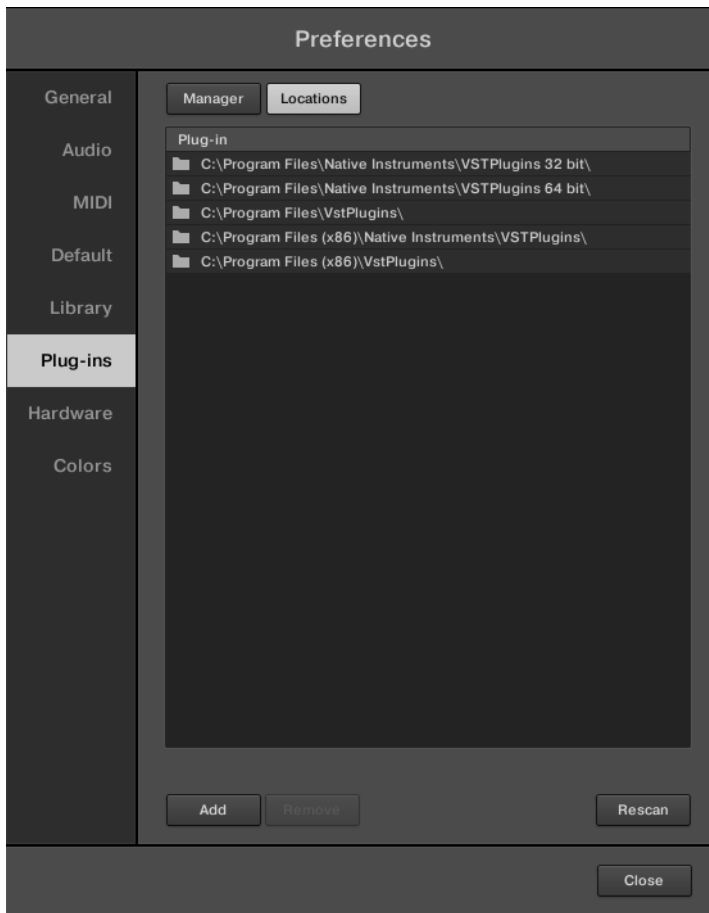 Preferences
General
Audio
MIDI
Default
Library
Plug-ins
Hardware
Colors
Manager Locations
Plug-in
C:\Program Files\Native Instruments\VSTPlugins 32 bit\
C:\Program Files\Native Instruments\VSTPlugins 64 bit\
C:\Program Files\VstPlugins\
C:\Program Files (x86)\Native Instruments\VSTPlugins\
C:\Program Files (x86)\VstPlugins\
Add Remove Rescan
Close